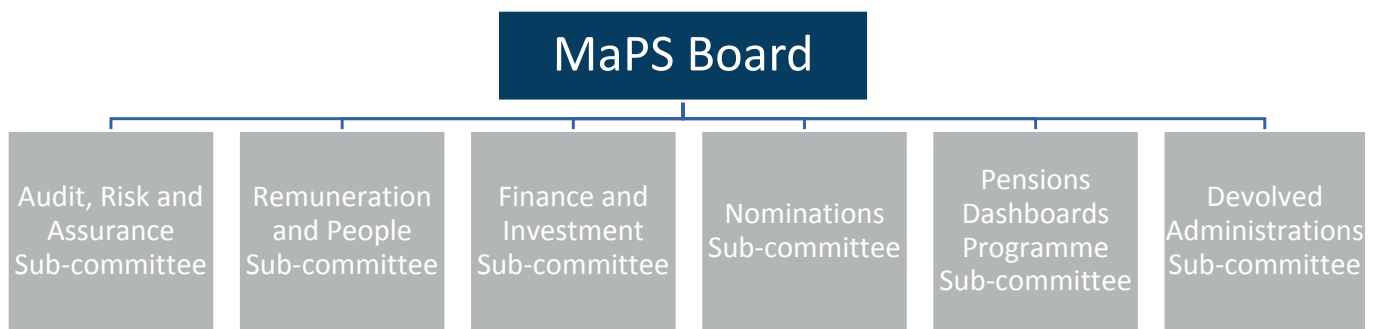 MaPS Board
Audit, Risk and
Assurance
Sub-committee
Remuneration
and People
Sub-committee
Finance and
Investment
Sub-committee
Nominations
Sub-committee
Pensions
Dashboards
Programme
Sub-committee
Devolved
Administrations
Sub-committee